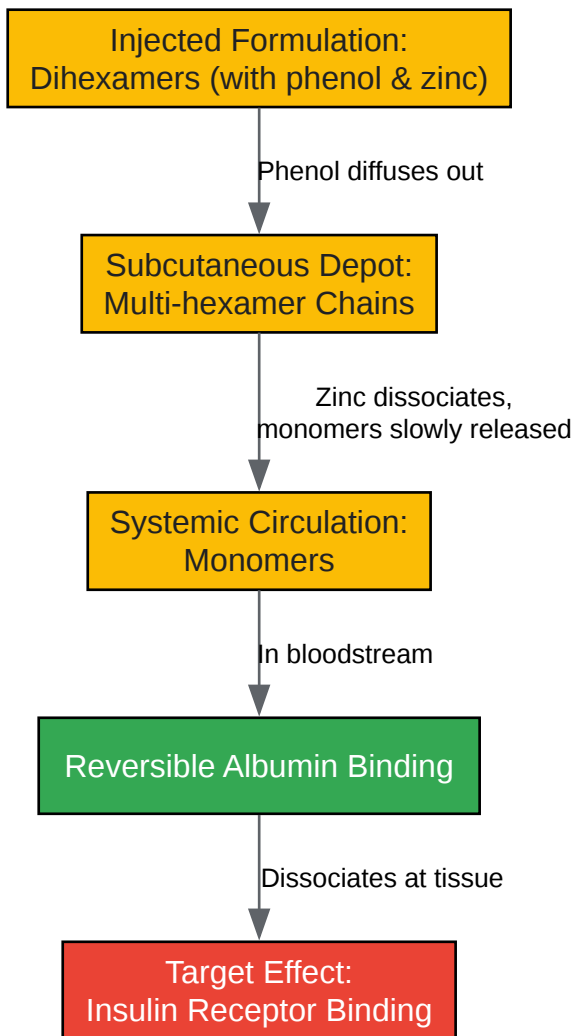 Injected Formulation:
Dihexamers (with phenol & zinc)
Phenol diffuses out
Subcutaneous Depot:
Multi-hexamer Chains
Zinc dissociates,
monomers slowly released
Systemic Circulation:
Monomers
In bloodstream
Reversible Albumin Binding
Dissociates at tissue
Target Effect:
Insulin Receptor Binding